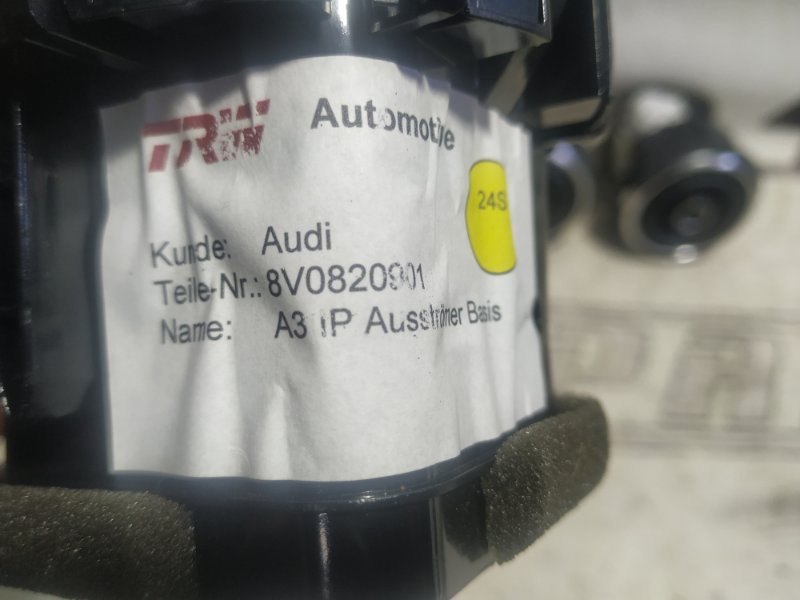 TRW Automotive
24S
Kunde: Audi
Teile-Nr.: 8V0820901
Name: A3 IP Ausströmer Basis